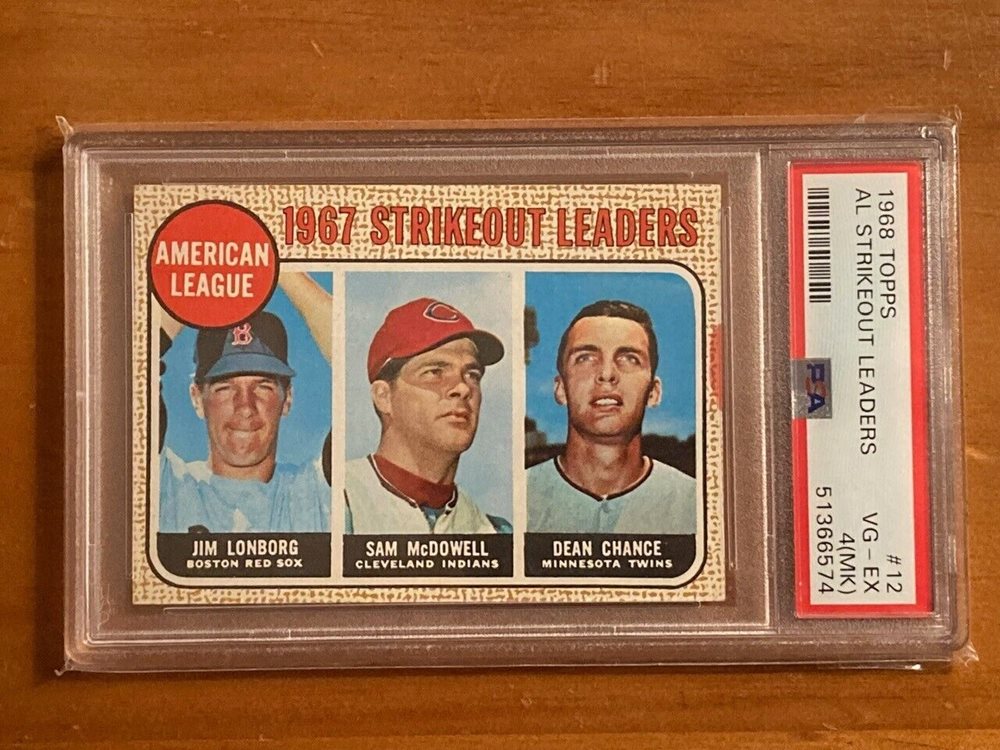 AMERICAN
LEAGUE
1967 STRIKEOUT LEADERS
B
C
JIM LONBORG
BOSTON RED SOX
SAM McDOWELL
CLEVELAND INDIANS
DEAN CHANCE
MINNESOTA TWINS
1968 TOPPS
AL STRIKEOUT LEADERS
PSA
#12
VG – EX
4(MK)
51366574